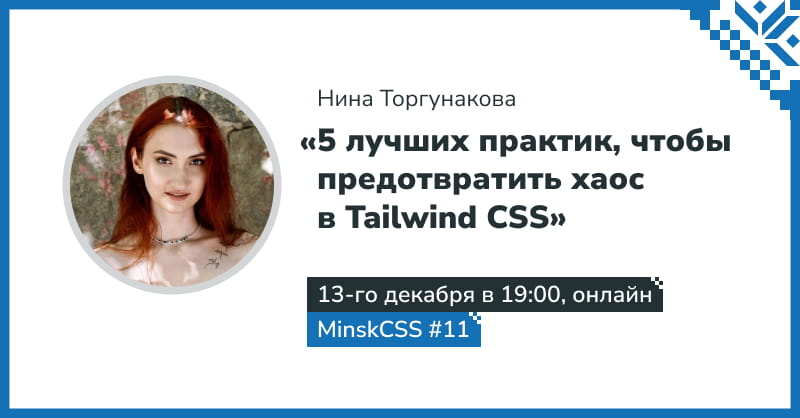 Нина Торгунакова
«5 лучших практик, чтобы
предотвратить хаос
в Tailwind CSS»
13-го декабря в 19:00, онлайн
MinskCSS #11